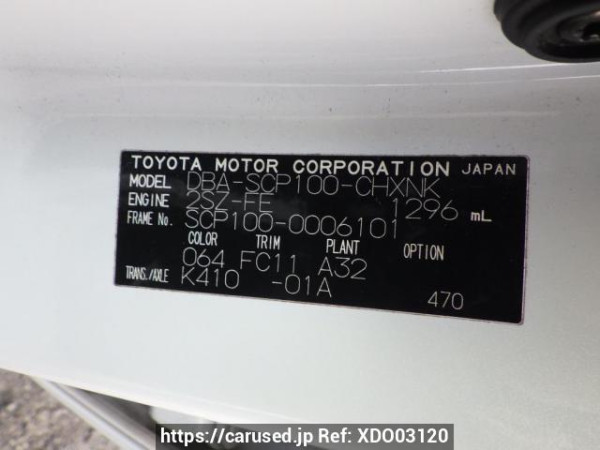 TOYOTA MOTOR CORPORATION JAPAN
MODEL DBA-SCP100-CHXNK
ENGINE 2SZ-FE 1296 mL
FRAME No. SCP100-0006101
COLOR TRIM PLANT OPTION
064 FC11 A32
TRANS./AXLE K410 -01A
470
https://carused.jp Ref: XDO03120